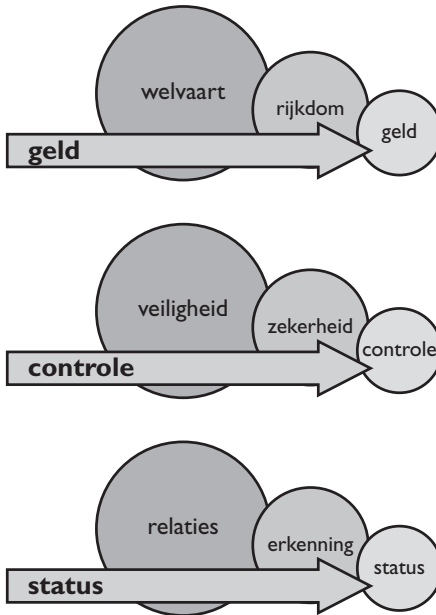 welvaart
rijkdom
geld
geld
veiligheid
zekerheid
controle
controle
relaties
erkenning
status
status